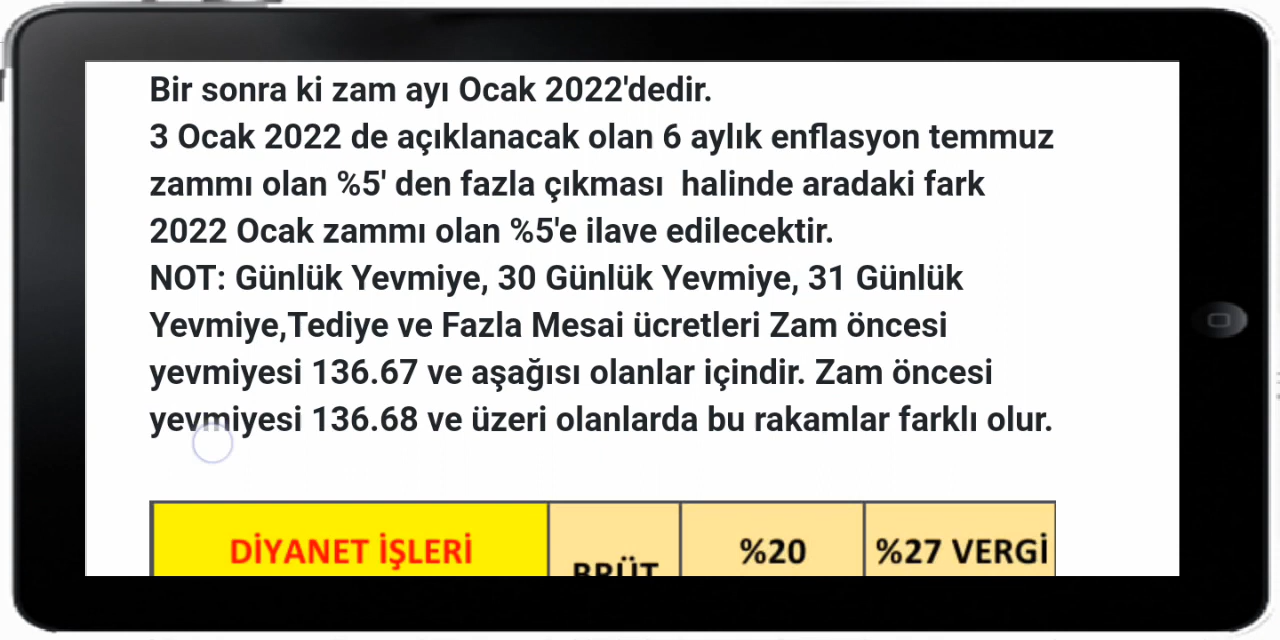 Bir sonra ki zam ayı Ocak 2022'dedir.
3 Ocak 2022 de açıklanacak olan 6 aylık enflasyon temmuz
zammı olan %5' den fazla çıkması halinde aradaki fark
2022 Ocak zammı olan %5'e ilave edilecektir.
NOT: Günlük Yevmiye, 30 Günlük Yevmiye, 31 Günlük
Yevmiye,Tediye ve Fazla Mesai ücretleri Zam öncesi
yevmiyesi 136.67 ve aşağısı olanlar içindir. Zam öncesi
yevmiyesi 136.68 ve üzeri olanlarda bu rakamlar farklı olur.
DİYANET İŞLERİ
BRÜT
%20
%27 VERGİ